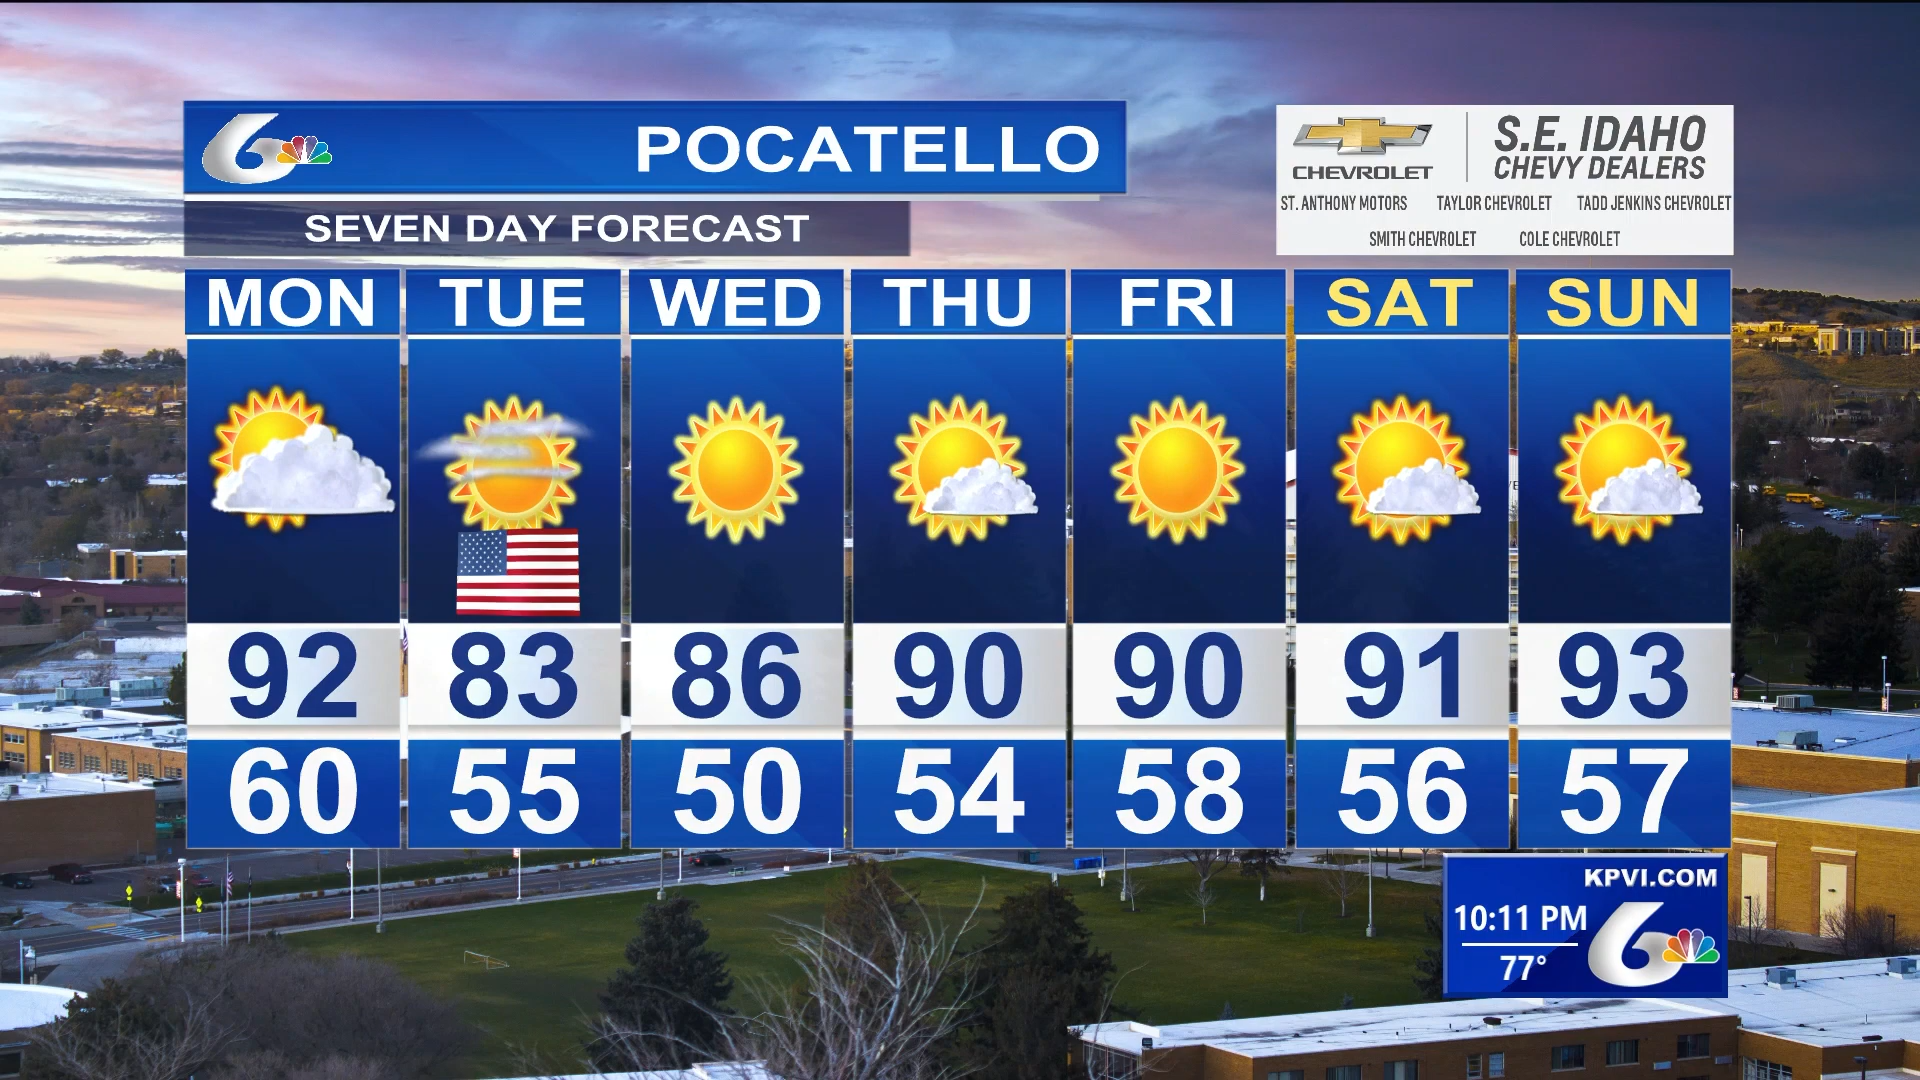 6
POCATELLO
SEVEN DAY FORECAST
CHEVROLET
S.E. IDAHO
CHEVY DEALERS
ST. ANTHONY MOTORS TAYLOR CHEVROLET TADD JENKINS CHEVROLET
SMITH CHEVROLET COLE CHEVROLET
MON TUE WED THU FRI SAT SUN
92 83 86 90 90 91 93
60 55 50 54 58 56 57
KPVI.COM
10:11 PM
77°
6